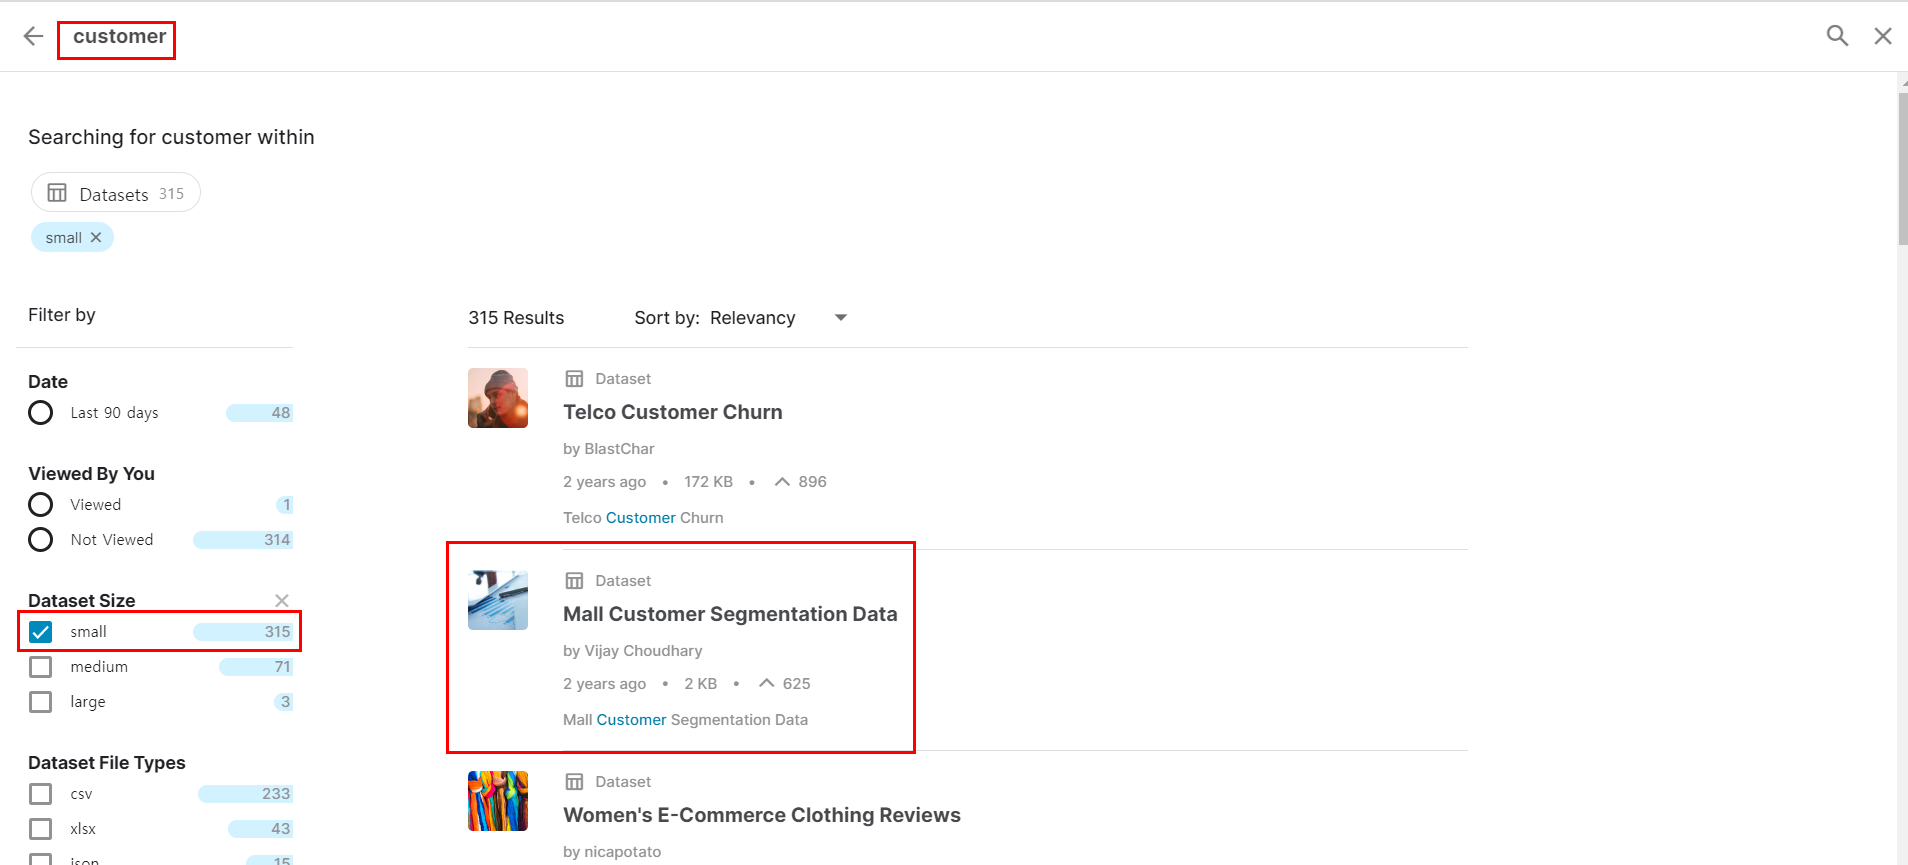 customer
Searching for customer within
Datasets 315
small
Filter by
Date
Last 90 days 48
Viewed By You
Viewed 1
Not Viewed 314
Dataset Size
small 315
medium 71
large 3
Dataset File Types
csv 233
xlsx 43
json 15
315 Results Sort by: Relevancy
Dataset
Telco Customer Churn
by BlastChar
2 years ago • 172 KB • 896
Telco Customer Churn
Dataset
Mall Customer Segmentation Data
by Vijay Choudhary
2 years ago • 2 KB • 625
Mall Customer Segmentation Data
Dataset
Women's E-Commerce Clothing Reviews
by nicapotato